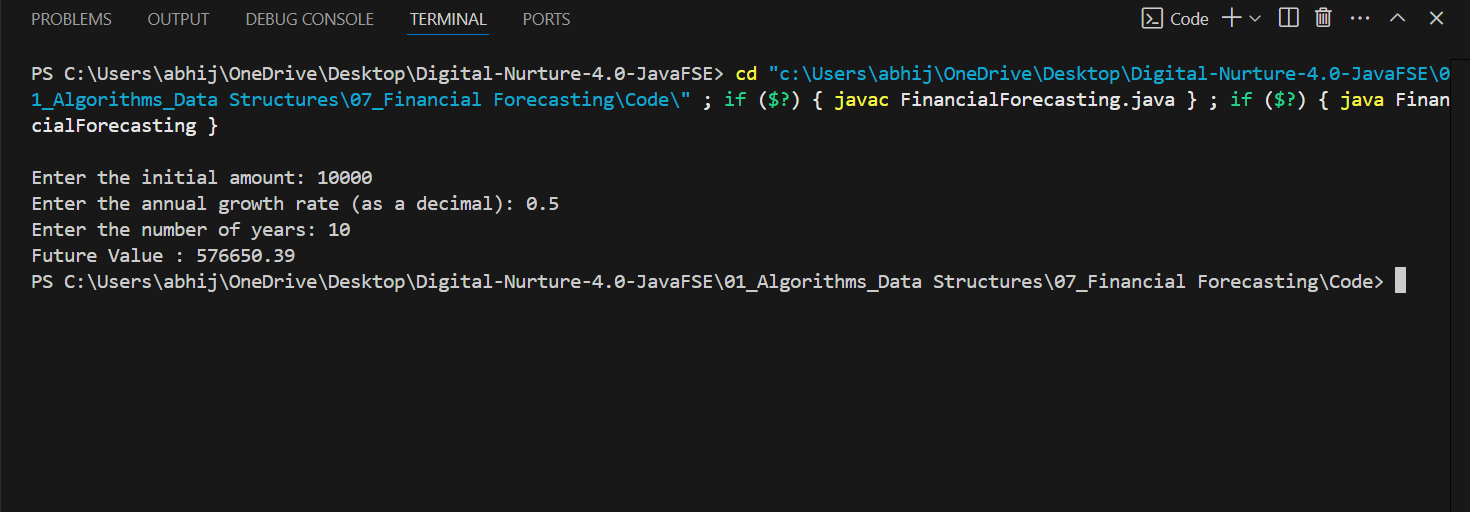 PROBLEMS OUTPUT DEBUG CONSOLE TERMINAL PORTS Code
PS C:\Users\abhij\OneDrive\Desktop\Digital-Nurture-4.0-JavaFSE> cd "c:\Users\abhij\OneDrive\Desktop\Digital-Nurture-4.0-JavaFSE\0
1_Algorithms_Data Structures\07_Financial Forecasting\Code\" ; if ($?) { javac FinancialForecasting.java } ; if ($?) { java Finan
cialForecasting }
Enter the initial amount: 10000
Enter the annual growth rate (as a decimal): 0.5
Enter the number of years: 10
Future Value : 576650.39
PS C:\Users\abhij\OneDrive\Desktop\Digital-Nurture-4.0-JavaFSE\01_Algorithms_Data Structures\07_Financial Forecasting\Code>